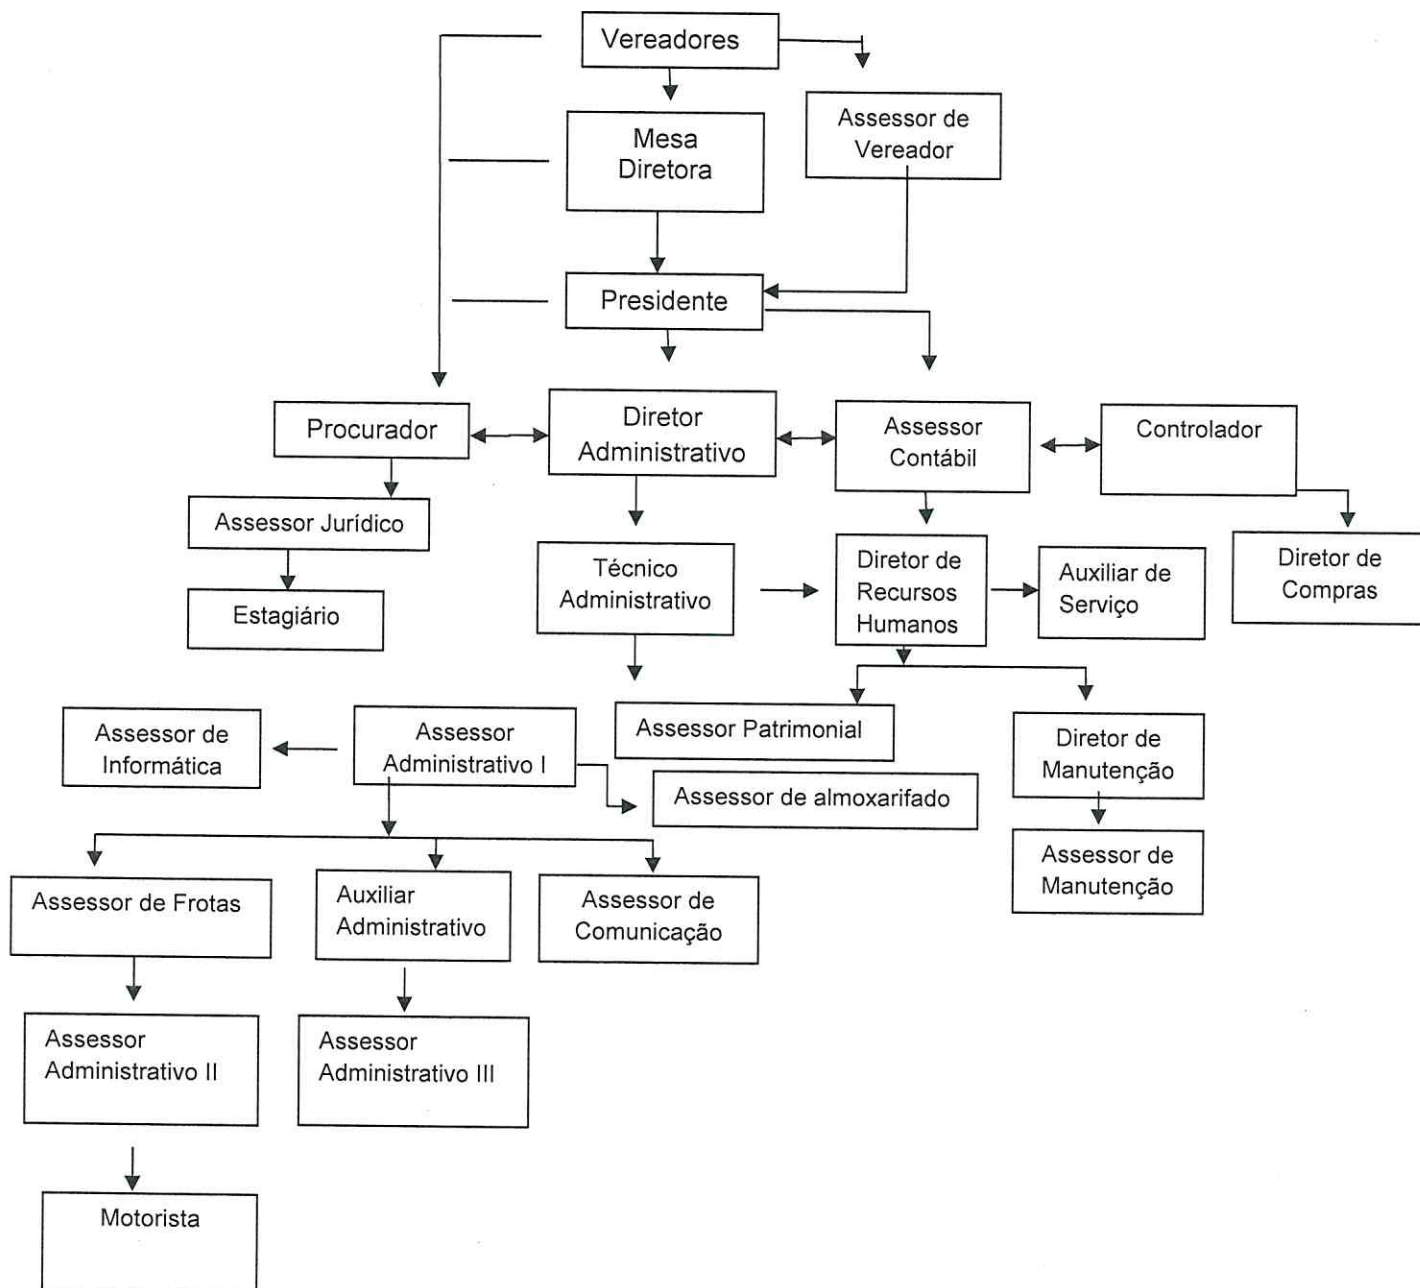 Vereadores
Assessor de
Vereador
Mesa
Diretora
Presidente
Procurador
Diretor
Administrativo
Assessor
Contábil
Controlador
Assessor Jurídico
Estagiário
Técnico
Administrativo
Diretor de
Recursos
Humanos
Auxiliar de
Serviço
Diretor de
Compras
Assessor de
Informática
Assessor
Administrativo I
Assessor Patrimonial
Assessor de almoxarifado
Diretor de
Manutenção
Assessor de
Manutenção
Assessor de Frotas
Auxiliar
Administrativo
Assessor de
Comunicação
Assessor
Administrativo II
Assessor
Administrativo III
Motorista